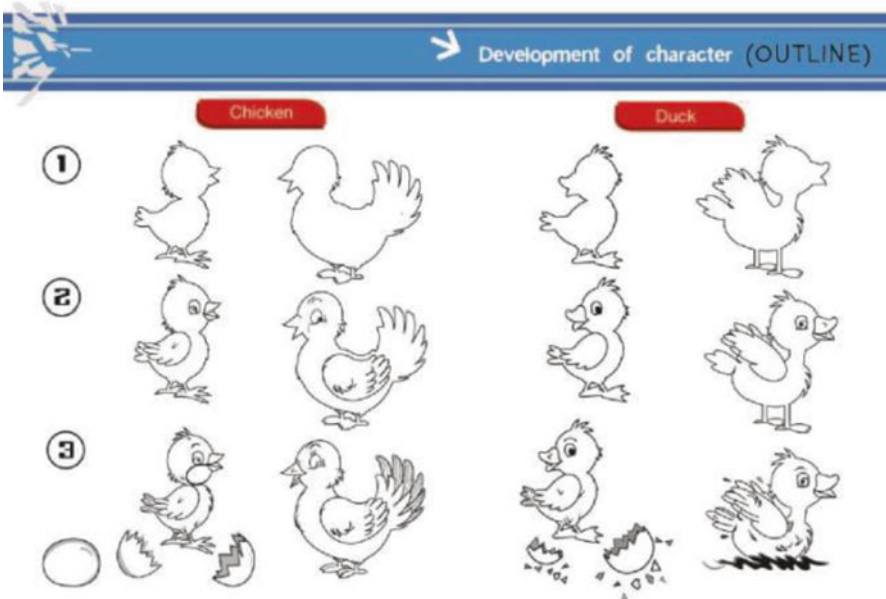 Development of character (OUTLINE)
Chicken
Duck
1
2
3